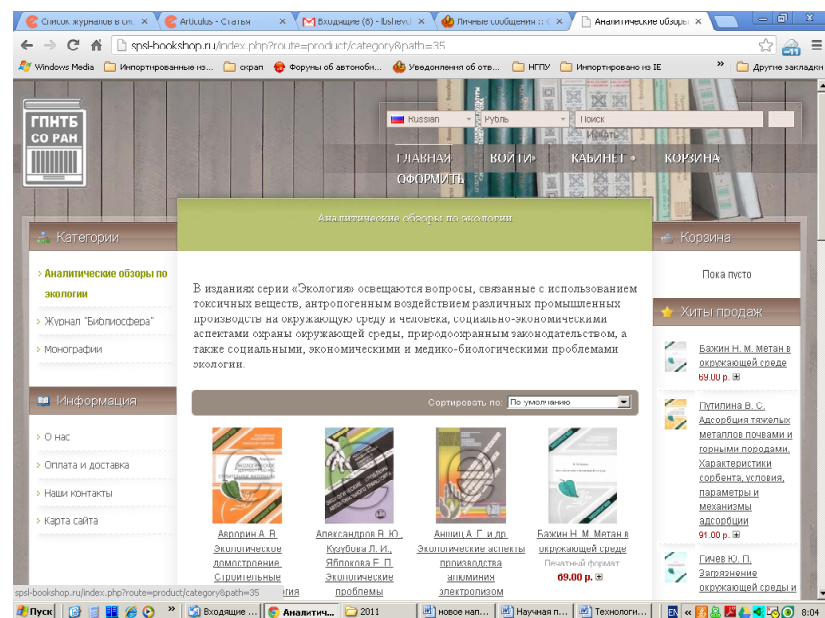 Список журналов в си
Articulus - Статья
Входящие (8) - lbshevch
Личные сообщения :: С
Аналитические обзоры
spsl-bookshop.ru/index.php?route=product/category&path=35
Windows Media
Импортированные из...
скрап
Форумы об автомоби...
Уведомления об отв...
НГПУ
Импортировано из IE
»
Другие закладки
ГПНТБ
СО РАН
Russian
Рубль
Поиск
Искать
ГЛАВНАЯ ВОЙТИ КАБИНЕТ КОРЗИНА
ОФОРМИТЬ
Аналитические обзоры по экологии
Категории
› Аналитические обзоры по
экологии
› Журнал "Библиосфера"
› Монографии
Информация
› О нас
› Оплата и доставка
› Наши контакты
› Карта сайта
В изданиях серии «Экология» освещаются вопросы, связанные с использованием
токсичных веществ, антропогенным воздействием различных промышленных
производств на окружающую среду и человека, социально-экономическими
аспектами охраны окружающей среды, природоохранным законодательством, а
также социальными, экономическими и медико-биологическими проблемами
экологии.
Сортировать по: По умолчанию
Аврорин А. В.
Экологическое
домостроение.
Строительные
Александров В. Ю.,
Кузубова Л. И.,
Яблокова Е. П.
Экологические
проблемы
Аншиц А. Г. и др.
Экологические аспекты
производства
алюминия
электролизом
Бажин Н. М. Метан в
окружающей среде
Печатный формат
69.00 р.
Корзина
Пока пусто
Хиты продаж
Бажин Н. М. Метан в
окружающей среде
69.00 р.
Путилина В. С.
Адсорбция тяжелых
металлов почвами и
горными породами.
Характеристики
сорбента, условия,
параметры и
механизмы
адсорбции
91.00 р.
Гичев Ю. П.
Загрязнение
окружающей среды и
spsl-bookshop.ru/index.php?route=product/category&path=35
Пуск
»
Входящие ...
Аналитич...
2011
новое нап...
Научная п...
Технологи...
EN
«
8:04